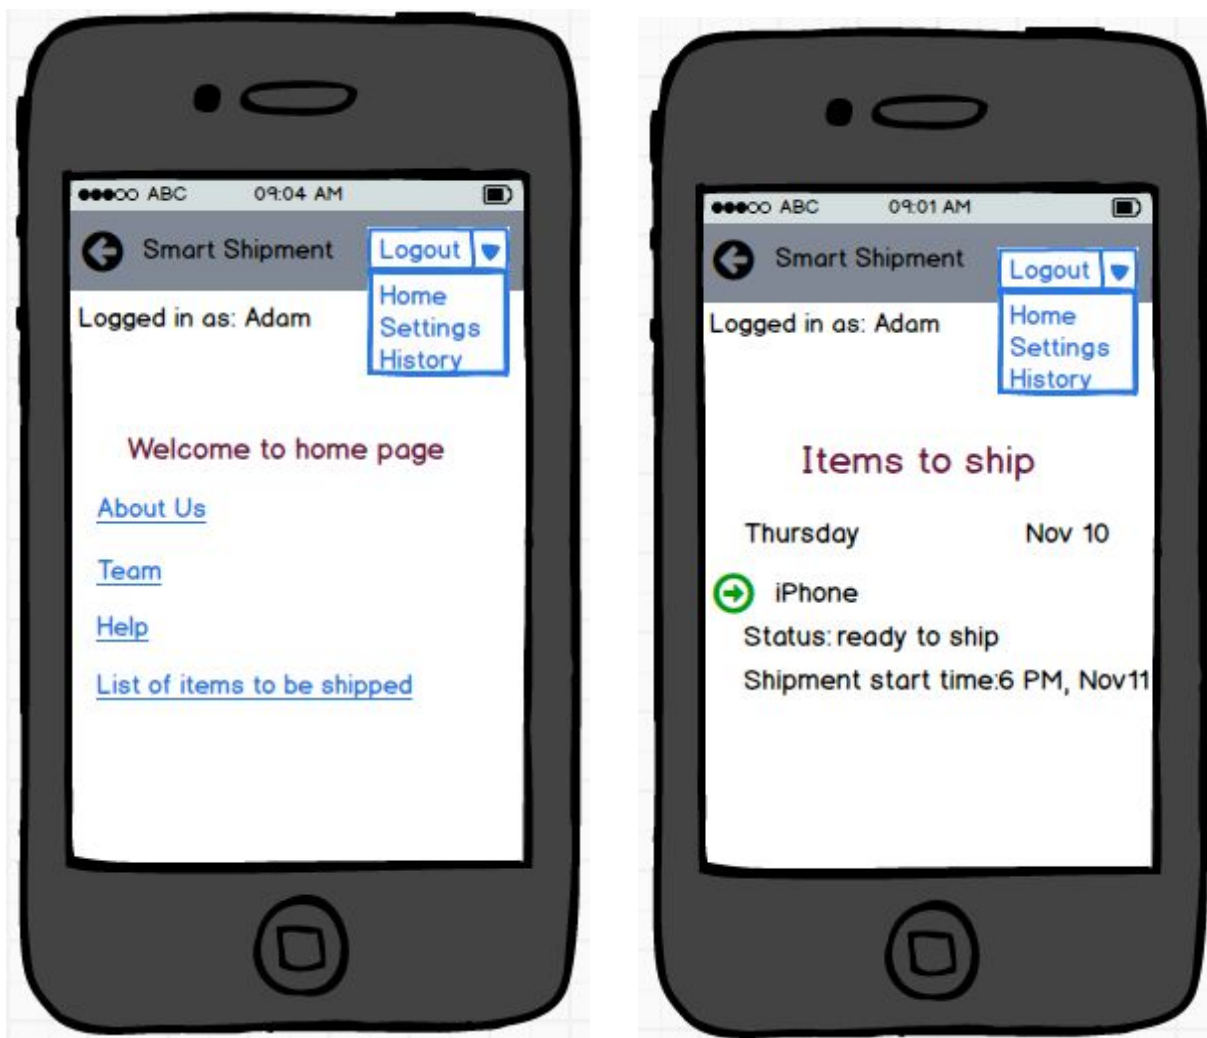 ABC 09:04 AM
Smart Shipment Logout
Home
Logged in as: Adam
Settings
History
Welcome to home page
About Us
Team
Help
List of items to be shipped
ABC 09:01 AM
Smart Shipment Logout
Home
Logged in as: Adam
Settings
History
Items to ship
Thursday Nov 10
iPhone
Status: ready to ship
Shipment start time:6 PM, Nov11